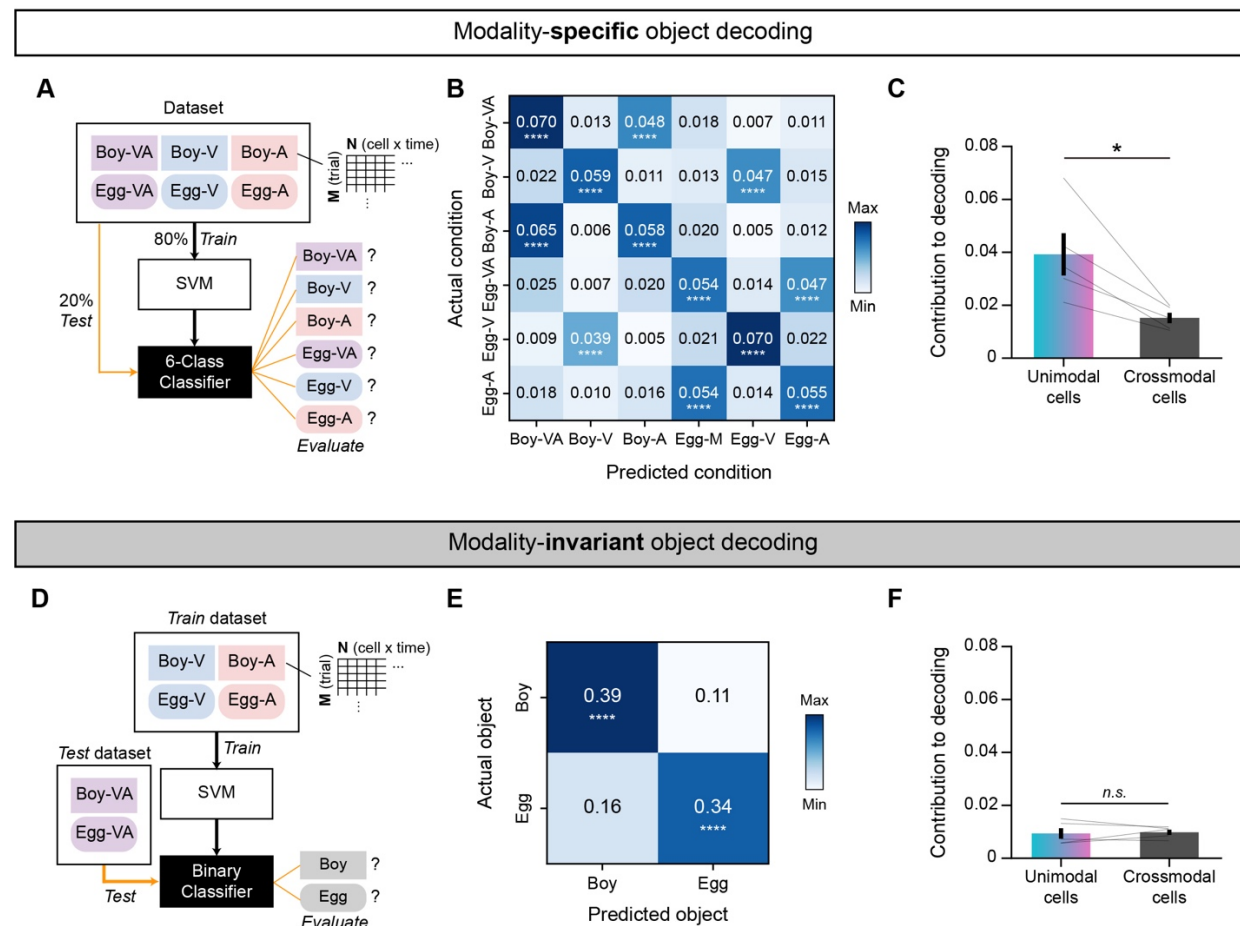 Modality-specific object decoding
A
Dataset
Boy-VA Boy-V Boy-A
Egg-VA Egg-V Egg-A
N (cell x time)
M (trial)
...
...
80% Train
20%
Test
SVM
6-Class
Classifier
Boy-VA ?
Boy-V ?
Boy-A ?
Egg-VA ?
Egg-V ?
Egg-A ?
Evaluate
B
Actual condition
Boy-VA 0.070 0.013 0.048 0.018 0.007 0.011
**** ****
Boy-V 0.022 0.059 0.011 0.013 0.047 0.015
**** ****
Boy-A 0.065 0.006 0.058 0.020 0.005 0.012
**** ****
Egg-VA 0.025 0.007 0.020 0.054 0.014 0.047
**** ****
Egg-V 0.009 0.039 0.005 0.021 0.070 0.022
**** ****
Egg-A 0.018 0.010 0.016 0.054 0.014 0.055
**** ****
Boy-VA Boy-V Boy-A Egg-M Egg-V Egg-A
Predicted condition
Max
Min
C
Contribution to decoding
0.08
0.06
0.04
0.02
0
*
Unimodal Crossmodal
cells cells
Modality-invariant object decoding
D
Train dataset
Boy-V Boy-A
Egg-V Egg-A
N (cell x time)
M (trial)
...
...
Train
Test dataset
Boy-VA
Egg-VA
SVM
Test
Binary
Classifier
Boy ?
Egg ?
Evaluate
E
Actual object
Boy 0.39 0.11
****
Egg 0.16 0.34
****
Boy Egg
Predicted object
Max
Min
F
Contribution to decoding
0.08
0.06
0.04
0.02
0
n.s.
Unimodal Crossmodal
cells cells